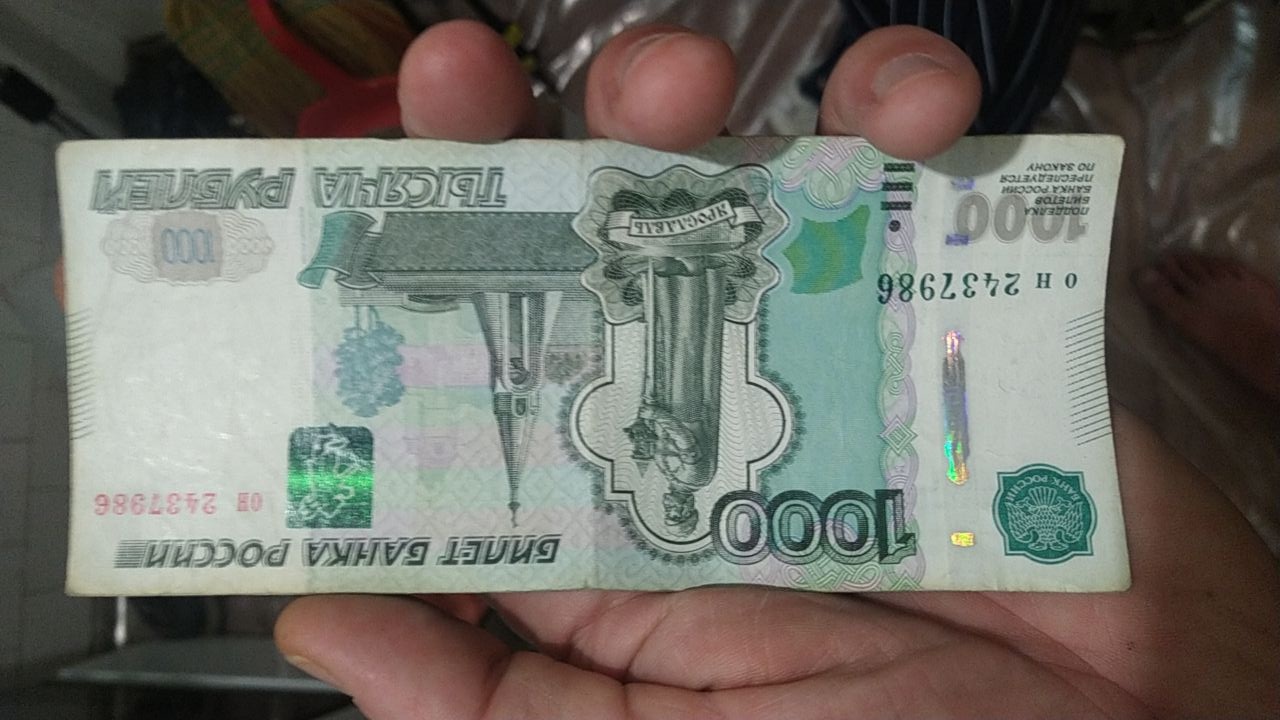 БИЛЕТ БАНКА РОССИИ
1000
БАНК РОССИИ
ОН 2437986
ОН 2437986
1000
ПОДДЕЛКА
БИЛЕТОВ
БАНКА РОССИИ
ПРЕСЛЕДУЕТСЯ
ПО ЗАКОНУ
ЯРОСЛАВЛЬ
1000
ТЫСЯЧА РУБЛЕЙ